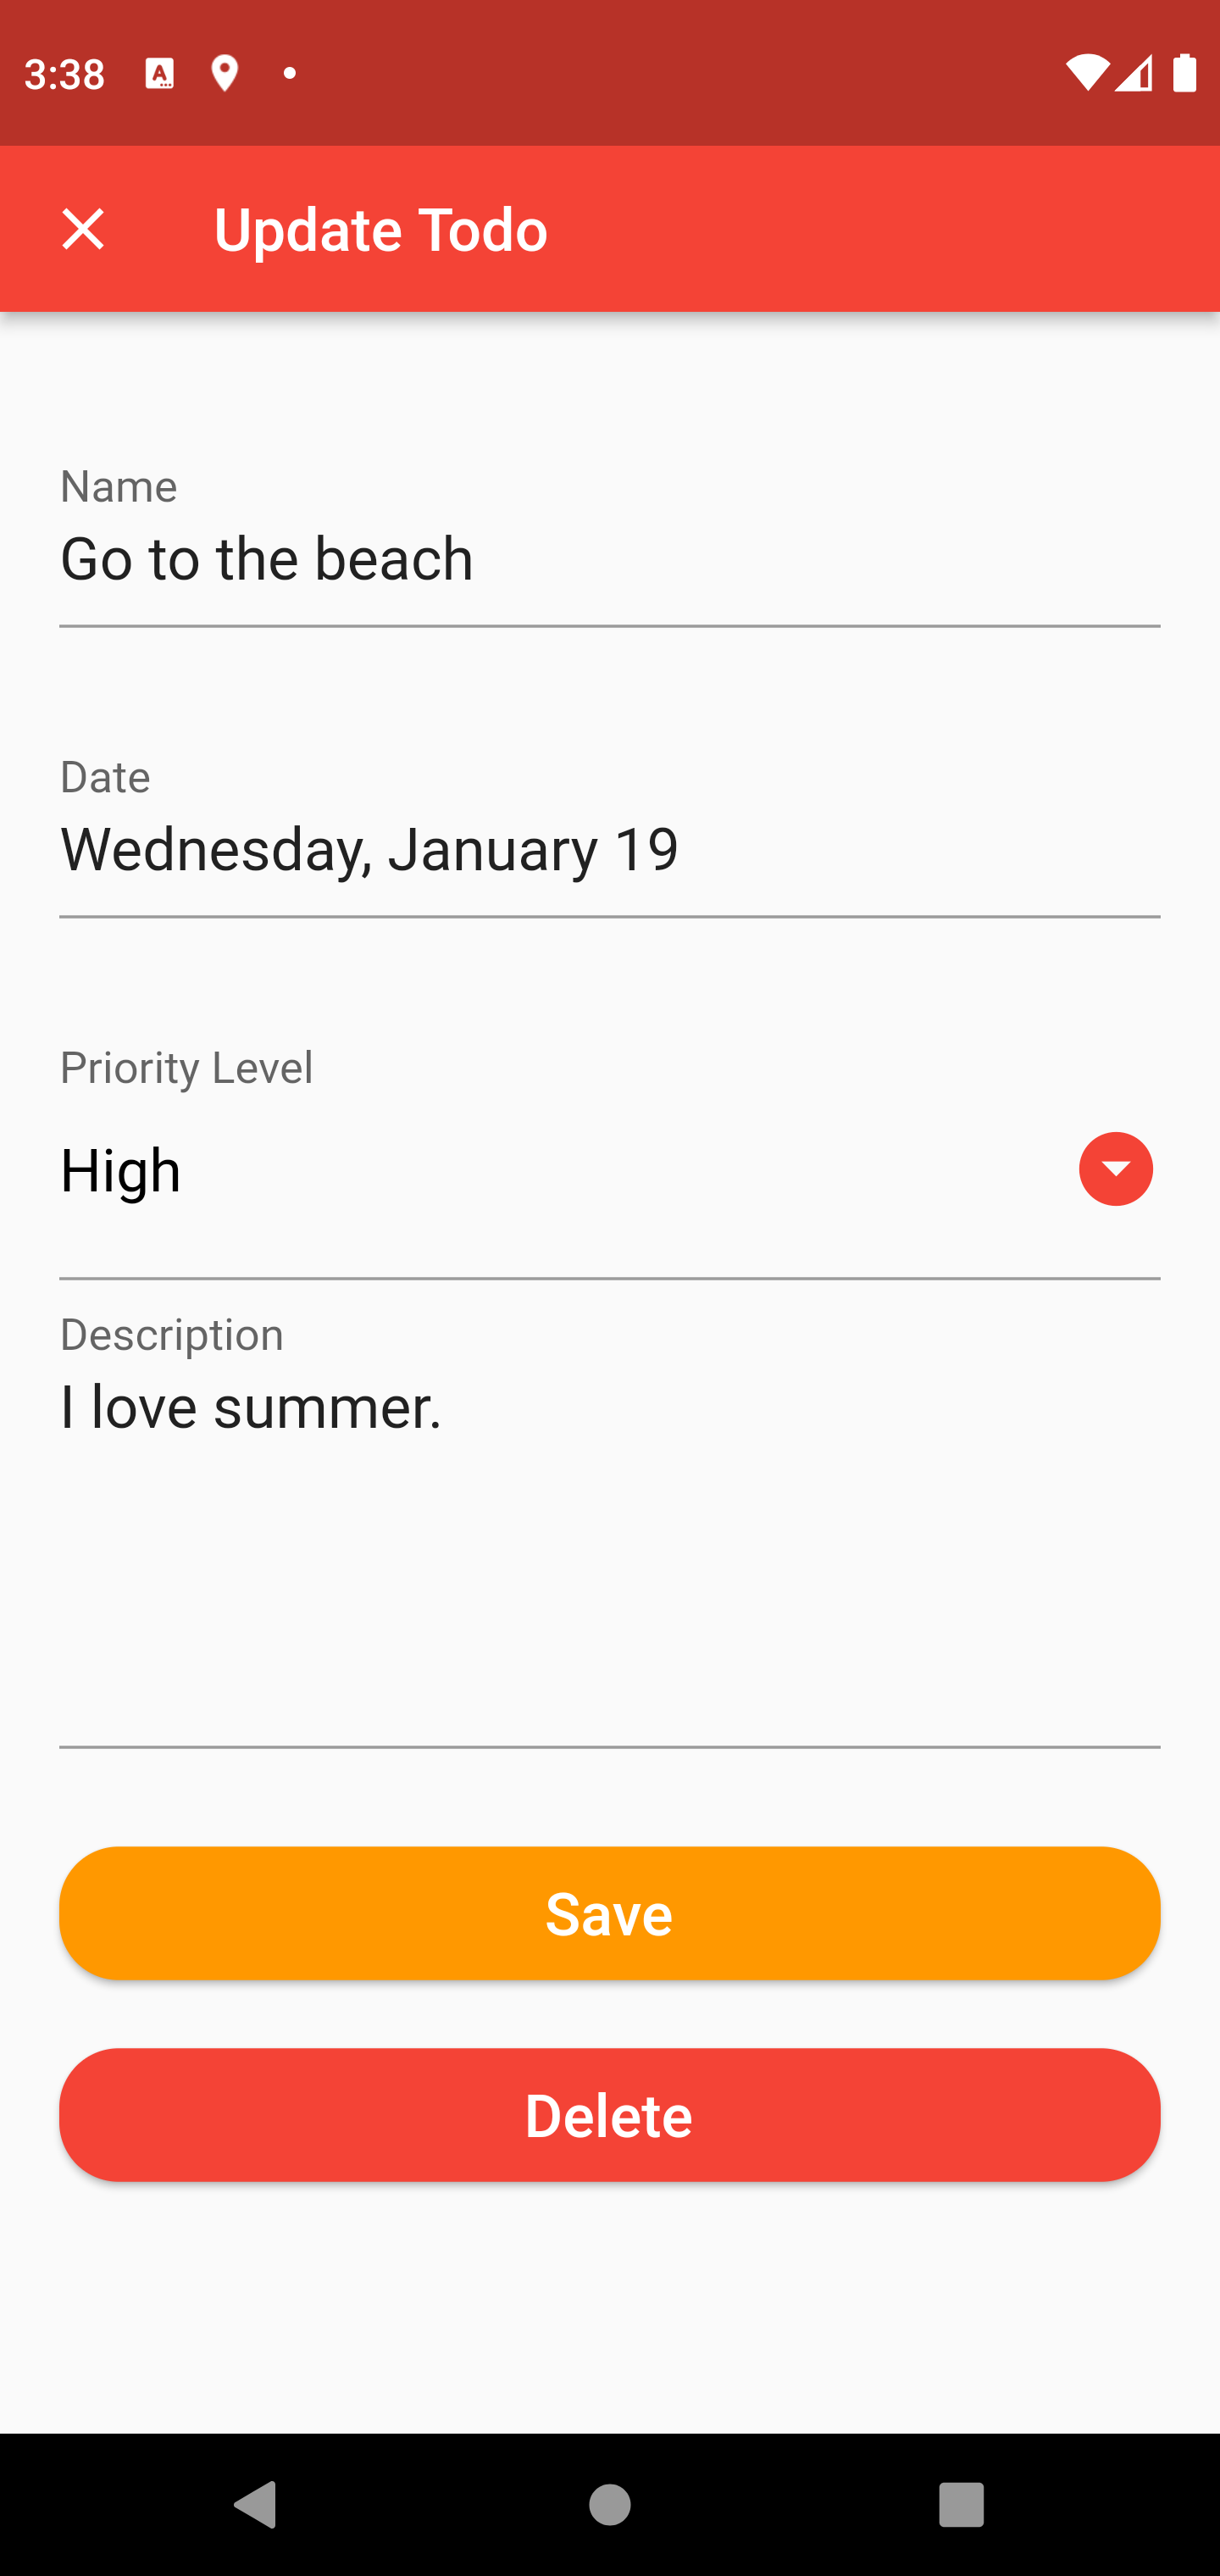 3:38
Update Todo
Name
Go to the beach
Date
Wednesday, January 19
Priority Level
High
Description
I love summer.
Save
Delete